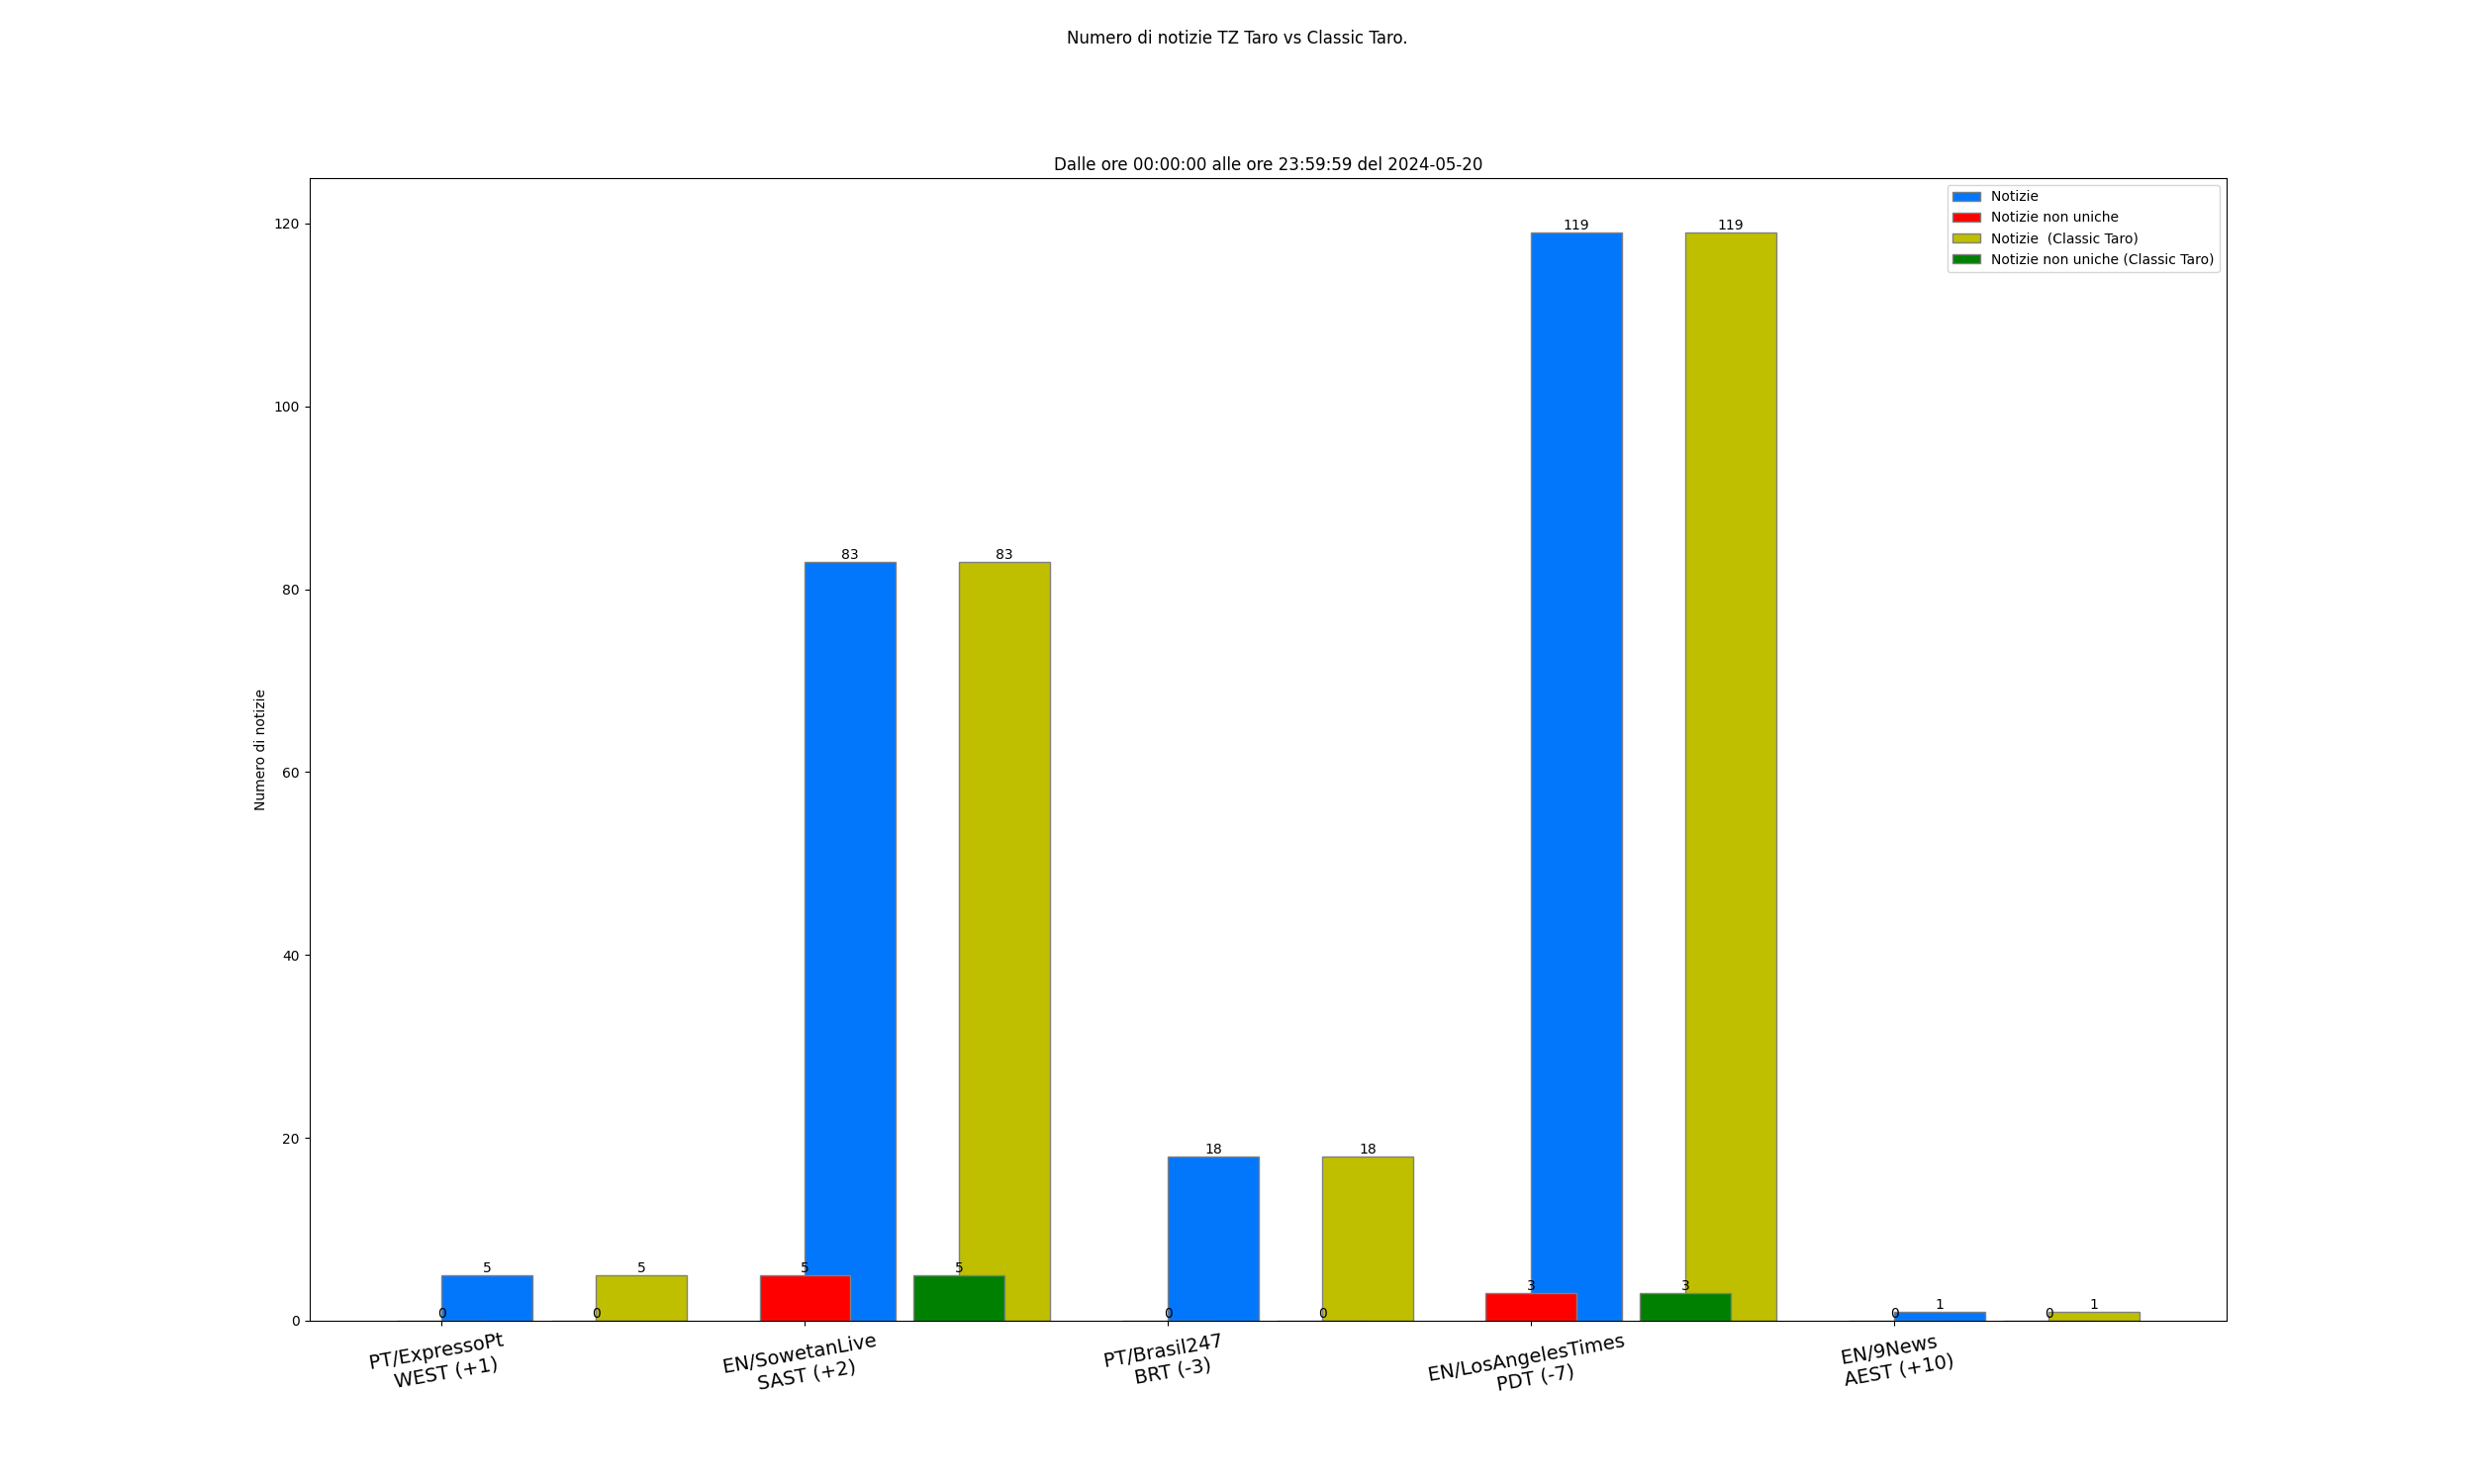 Numero di notizie TZ Taro vs Classic Taro.
Dalle ore 00:00:00 alle ore 23:59:59 del 2024-05-20
Notizie
Notizie non uniche
Notizie  (Classic Taro)
Notizie non uniche (Classic Taro)
Numero di notizie
120
100
80
60
40
20
0
5
0
5
0
83
5
83
5
18
0
18
0
119
3
119
3
1
0
1
0
PT/ExpressoPt
WEST (+1)
EN/SowetanLive
SAST (+2)
PT/Brasil247
BRT (-3)
EN/LosAngelesTimes
PDT (-7)
EN/9News
AEST (+10)